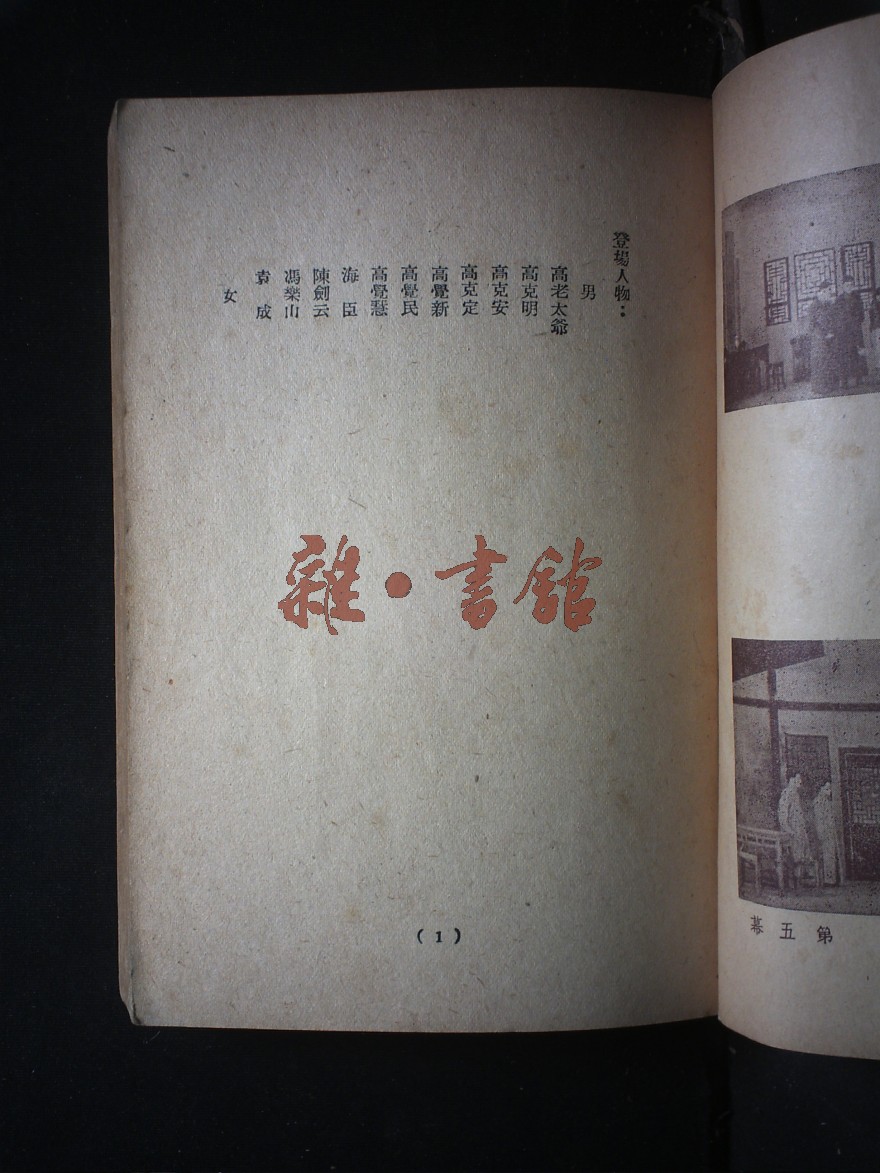 登場人物：
男
高老太爺
高克明
高克安
高克定
高覺新
高覺民
高覺慧
海臣
陳劍云
馮樂山
袁成
女
(1)
雜·書館
第五幕